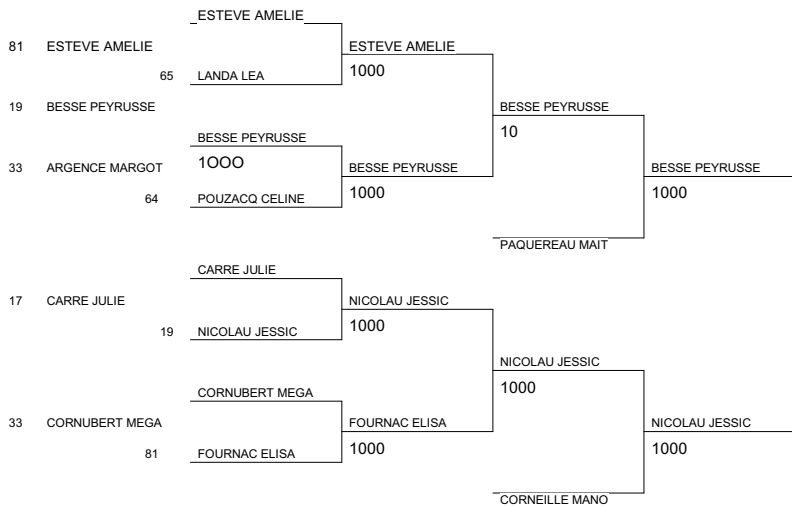 ESTEVE AMELIE
81 ESTEVE AMELIE
ESTEVE AMELIE
65 LANDA LEA
1000
19 BESSE PEYRUSSE
BESSE PEYRUSSE
10
BESSE PEYRUSSE
33 ARGENCE MARGOT
1OOO
BESSE PEYRUSSE
BESSE PEYRUSSE
64 POUZACQ CELINE
1000
1000
PAQUEREAU MAIT
CARRE JULIE
17 CARRE JULIE
NICOLAU JESSIC
19 NICOLAU JESSIC
1000
NICOLAU JESSIC
1000
CORNUBERT MEGA
33 CORNUBERT MEGA
FOURNAC ELISA
NICOLAU JESSIC
81 FOURNAC ELISA
1000
1000
CORNEILLE MANO